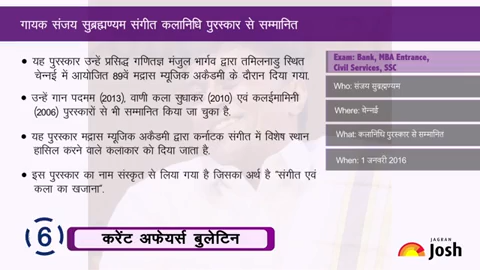 गायक संजय सुब्रह्मण्यम संगीत कलानिधि पुरस्कार से सम्मानित
• यह पुरस्कार उन्हें प्रसिद्ध गणितज्ञ मंजुल भार्गव द्वारा तमिलनाडु स्थित
चेन्नई में आयोजित 89वें मद्रास म्यूजिक अकैडमी के दौरान दिया गया.
• उन्हें गान पदमम (2013), वाणी कला सुधाकर (2010) एवं कलईमामिनी
(2006) पुरस्कारों से भी सम्मानित किया जा चुका है.
• यह पुरस्कार मद्रास म्यूजिक अकैडमी द्वारा कर्नाटक संगीत में विशेष स्थान
हासिल करने वाले कलाकार को दिया जाता है.
• इस पुरस्कार का नाम संस्कृत से लिया गया है जिसका अर्थ है "संगीत एवं
कला का खजाना".
Exam: Bank, MBA Entrance,
Civil Services, SSC
Who: संजय सुब्रह्मण्यम
Where: चेन्नई
What: कलानिधि पुरस्कार से सम्मानित
When: 1 जनवरी 2016
6
करेंट अफेयर्स बुलेटिन
JAGRAN
Josh